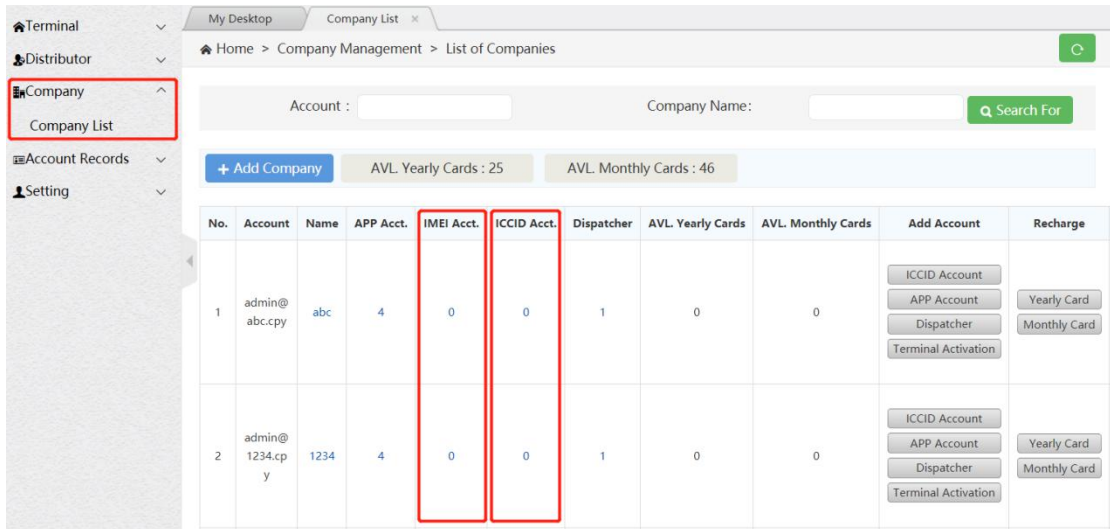 Terminal
Distributor
Company
Company List
Account Records
Setting
My Desktop
Company List ×
Home > Company Management > List of Companies
Account :
Company Name:
Search For
+ Add Company
AVL. Yearly Cards : 25
AVL. Monthly Cards : 46
No. Account Name APP Acct. IMEI Acct. ICCID Acct. Dispatcher AVL. Yearly Cards AVL. Monthly Cards Add Account Recharge
1 admin@ abc 4 0 0 1 0 0
abc.cpy
ICCID Account
APP Account
Dispatcher
Terminal Activation
Yearly Card
Monthly Card
2 admin@ 1234 4 0 0 1 0 0
1234.cp
y
ICCID Account
APP Account
Dispatcher
Terminal Activation
Yearly Card
Monthly Card